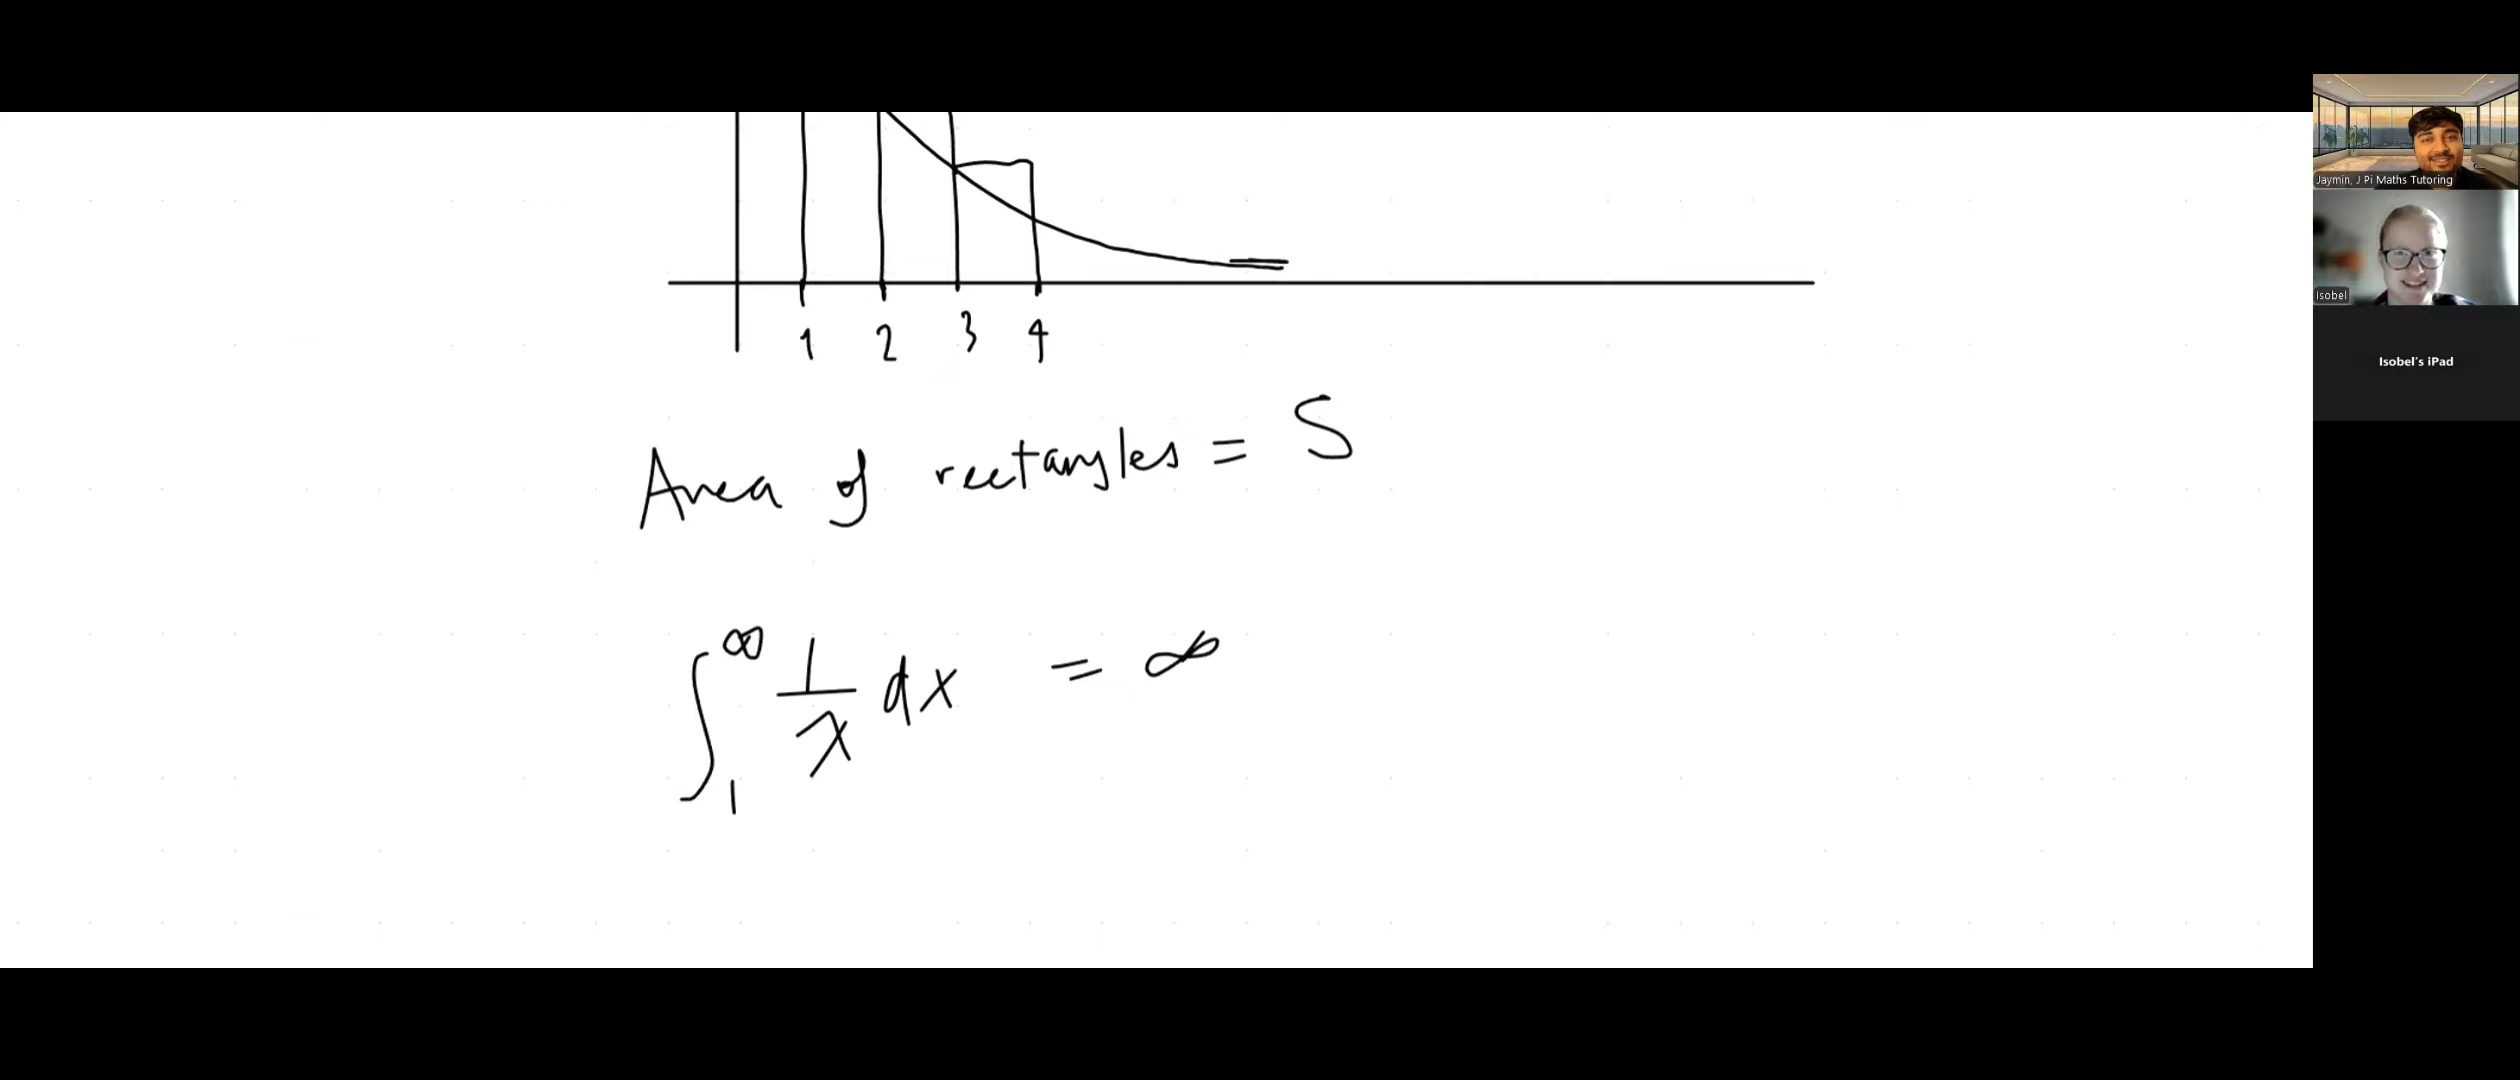 Jaymin, J Pi Maths Tutoring
Isobel
Isobel's iPad
1 2 3 4
Area of rectangles = S
∫₁^∞ 1/x dx = ∞